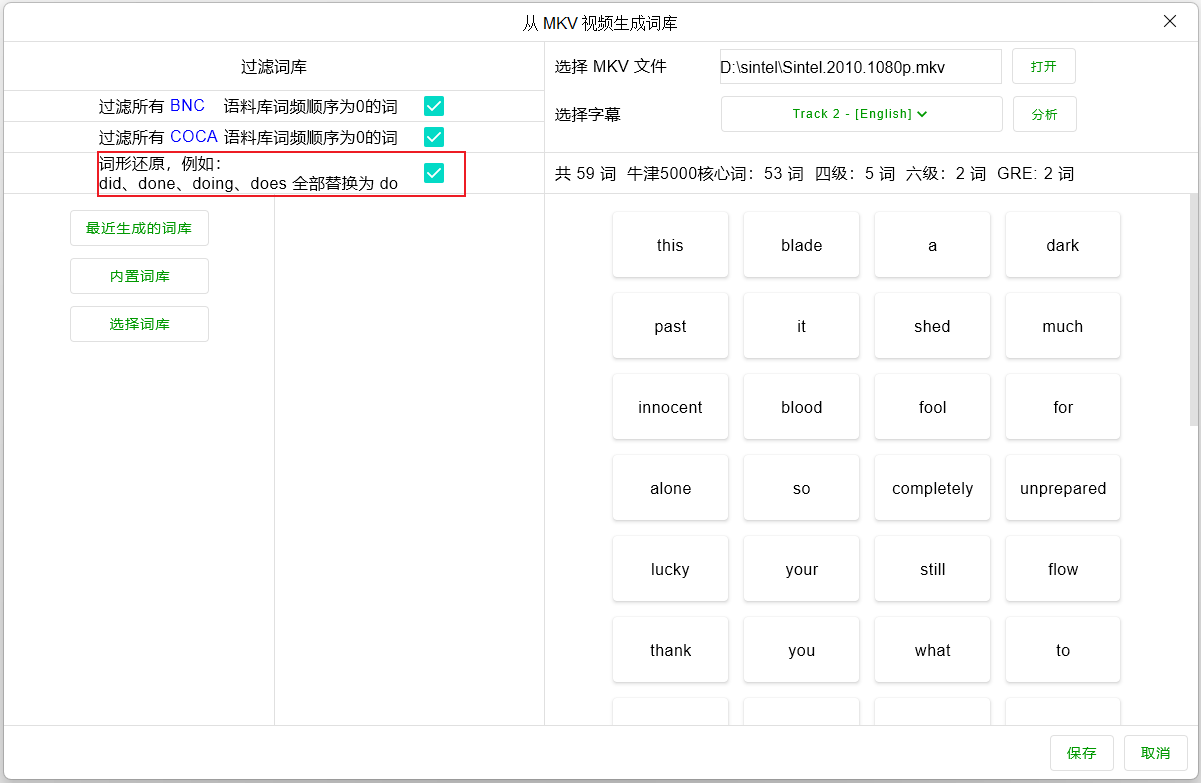 从 MKV 视频生成词库
过滤词库
过滤所有 BNC 语料库词频顺序为0的词
过滤所有 COCA 语料库词频顺序为0的词
词形还原，例如：
did、done、doing、does 全部替换为 do
最近生成的词库
内置词库
选择词库
选择 MKV 文件 D:\sintel\Sintel.2010.1080p.mkv 打开
选择字幕 Track 2 - [English] 分析
共 59 词 牛津5000核心词：53 词 四级：5 词 六级：2 词 GRE: 2 词
this blade a dark
past it shed much
innocent blood fool for
alone so completely unprepared
lucky your still flow
thank you what to
保存 取消